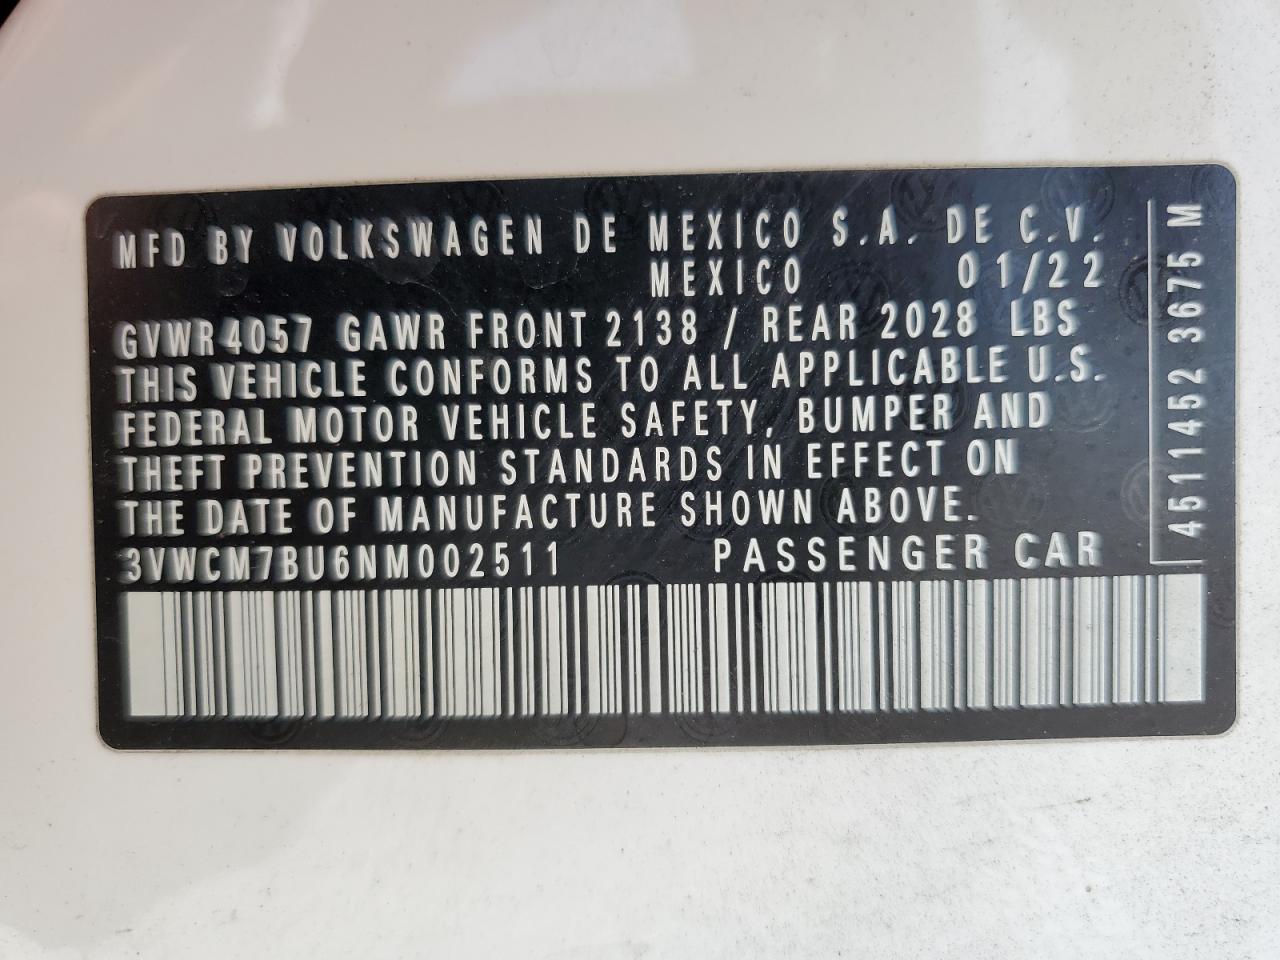 MFD BY VOLKSWAGEN DE MEXICO S.A. DE C.V.
MEXICO 01/22
GVWR4057 GAWR FRONT 2138 / REAR 2028 LBS
THIS VEHICLE CONFORMS TO ALL APPLICABLE U.S.
FEDERAL MOTOR VEHICLE SAFETY, BUMPER AND
THEFT PREVENTION STANDARDS IN EFFECT ON
THE DATE OF MANUFACTURE SHOWN ABOVE.
3VWCM7BU6NM002511 PASSENGER CAR
4511452 3675 M